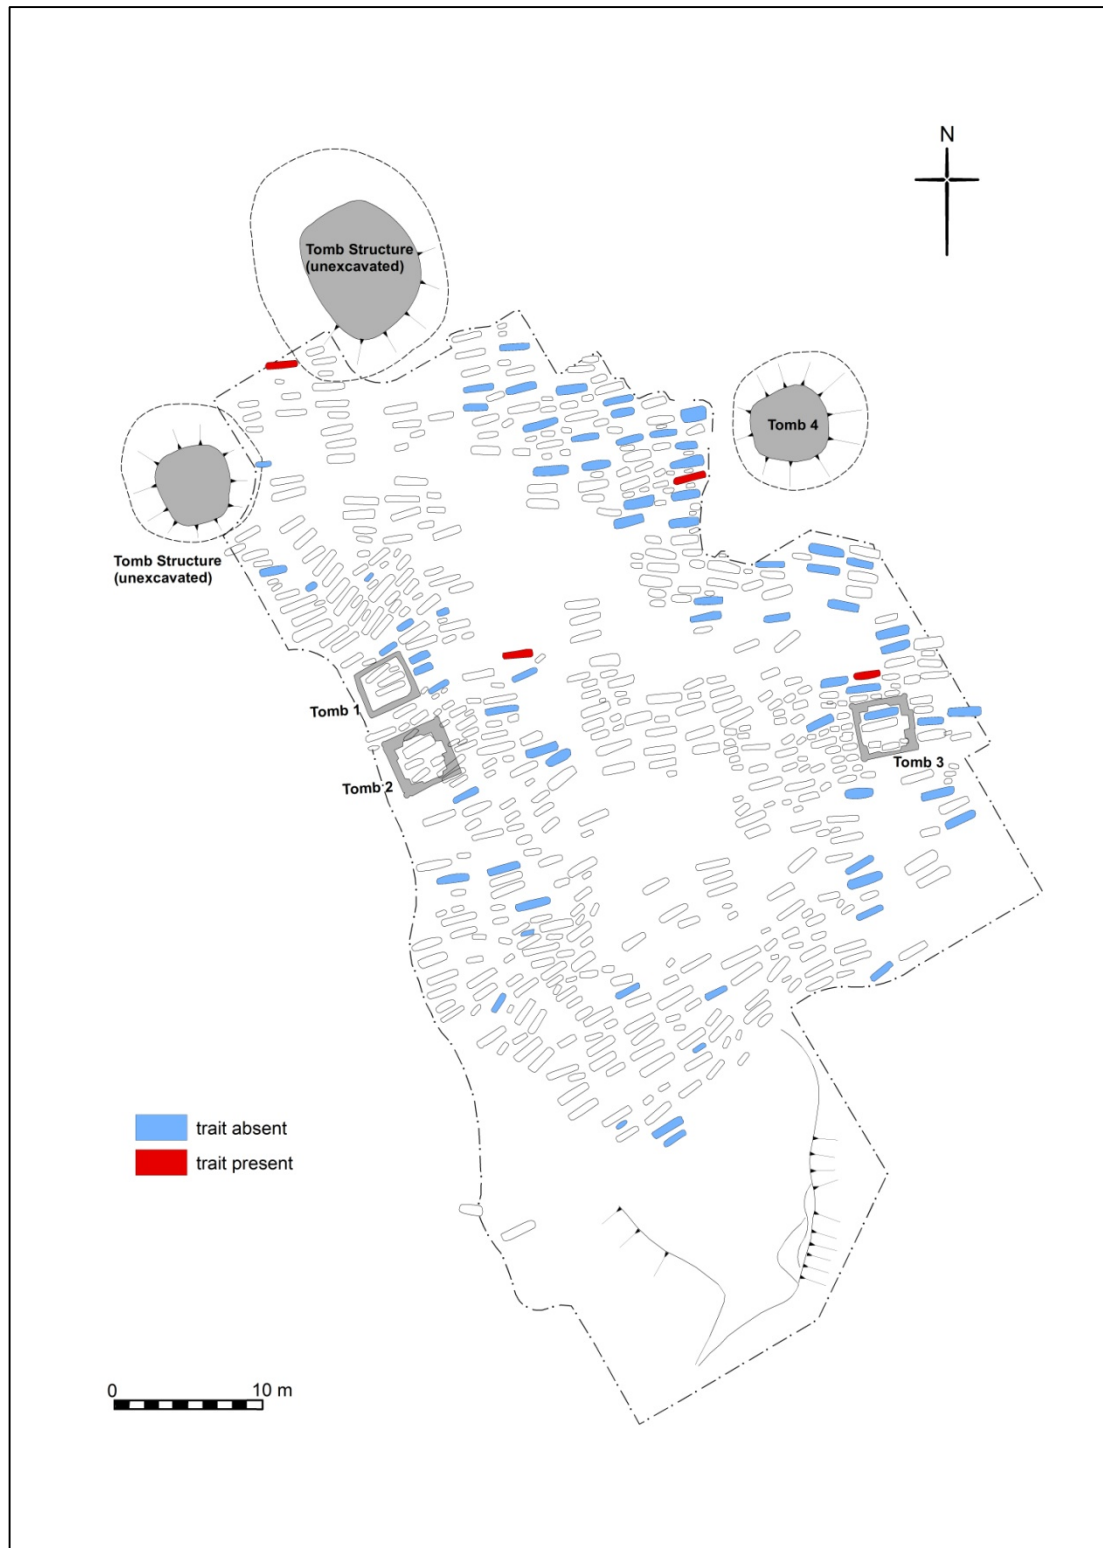 N
Tomb Structure
(unexcavated)
Tomb 4
Tomb Structure
(unexcavated)
Tomb 1
Tomb 2
Tomb 3
trait absent
trait present
0 10 m